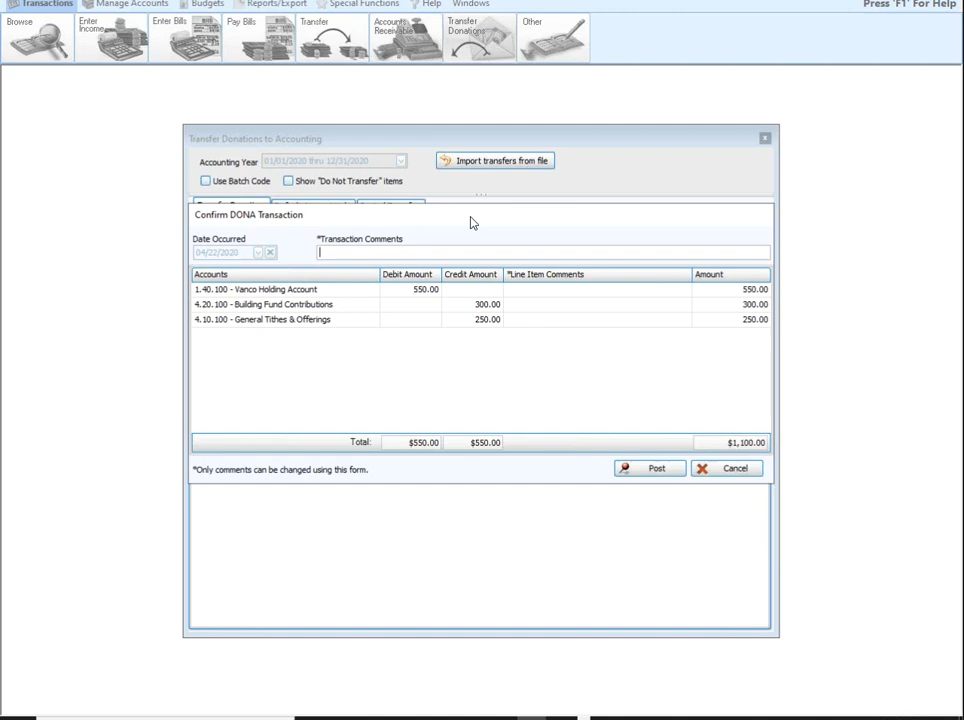 Transactions Manage Accounts Budgets Reports/Export Special Functions Help Windows Press 'F1' For Help
Browse Enter Income Enter Bills Pay Bills Transfer Accounts Receivable Transfer Donations Other
Transfer Donations to Accounting
Accounting Year 01/01/2020 thru 12/31/2020 Import transfers from file
Use Batch Code Show "Do Not Transfer" items
Confirm DONA Transaction
Date Occurred *Transaction Comments
04/22/2020
Accounts Debit Amount Credit Amount *Line Item Comments Amount
1.40.100 - Vanco Holding Account 550.00 550.00
4.20.100 - Building Fund Contributions 300.00 300.00
4.10.100 - General Tithes & Offerings 250.00 250.00
Total: $550.00 $550.00 $1,100.00
*Only comments can be changed using this form. Post Cancel